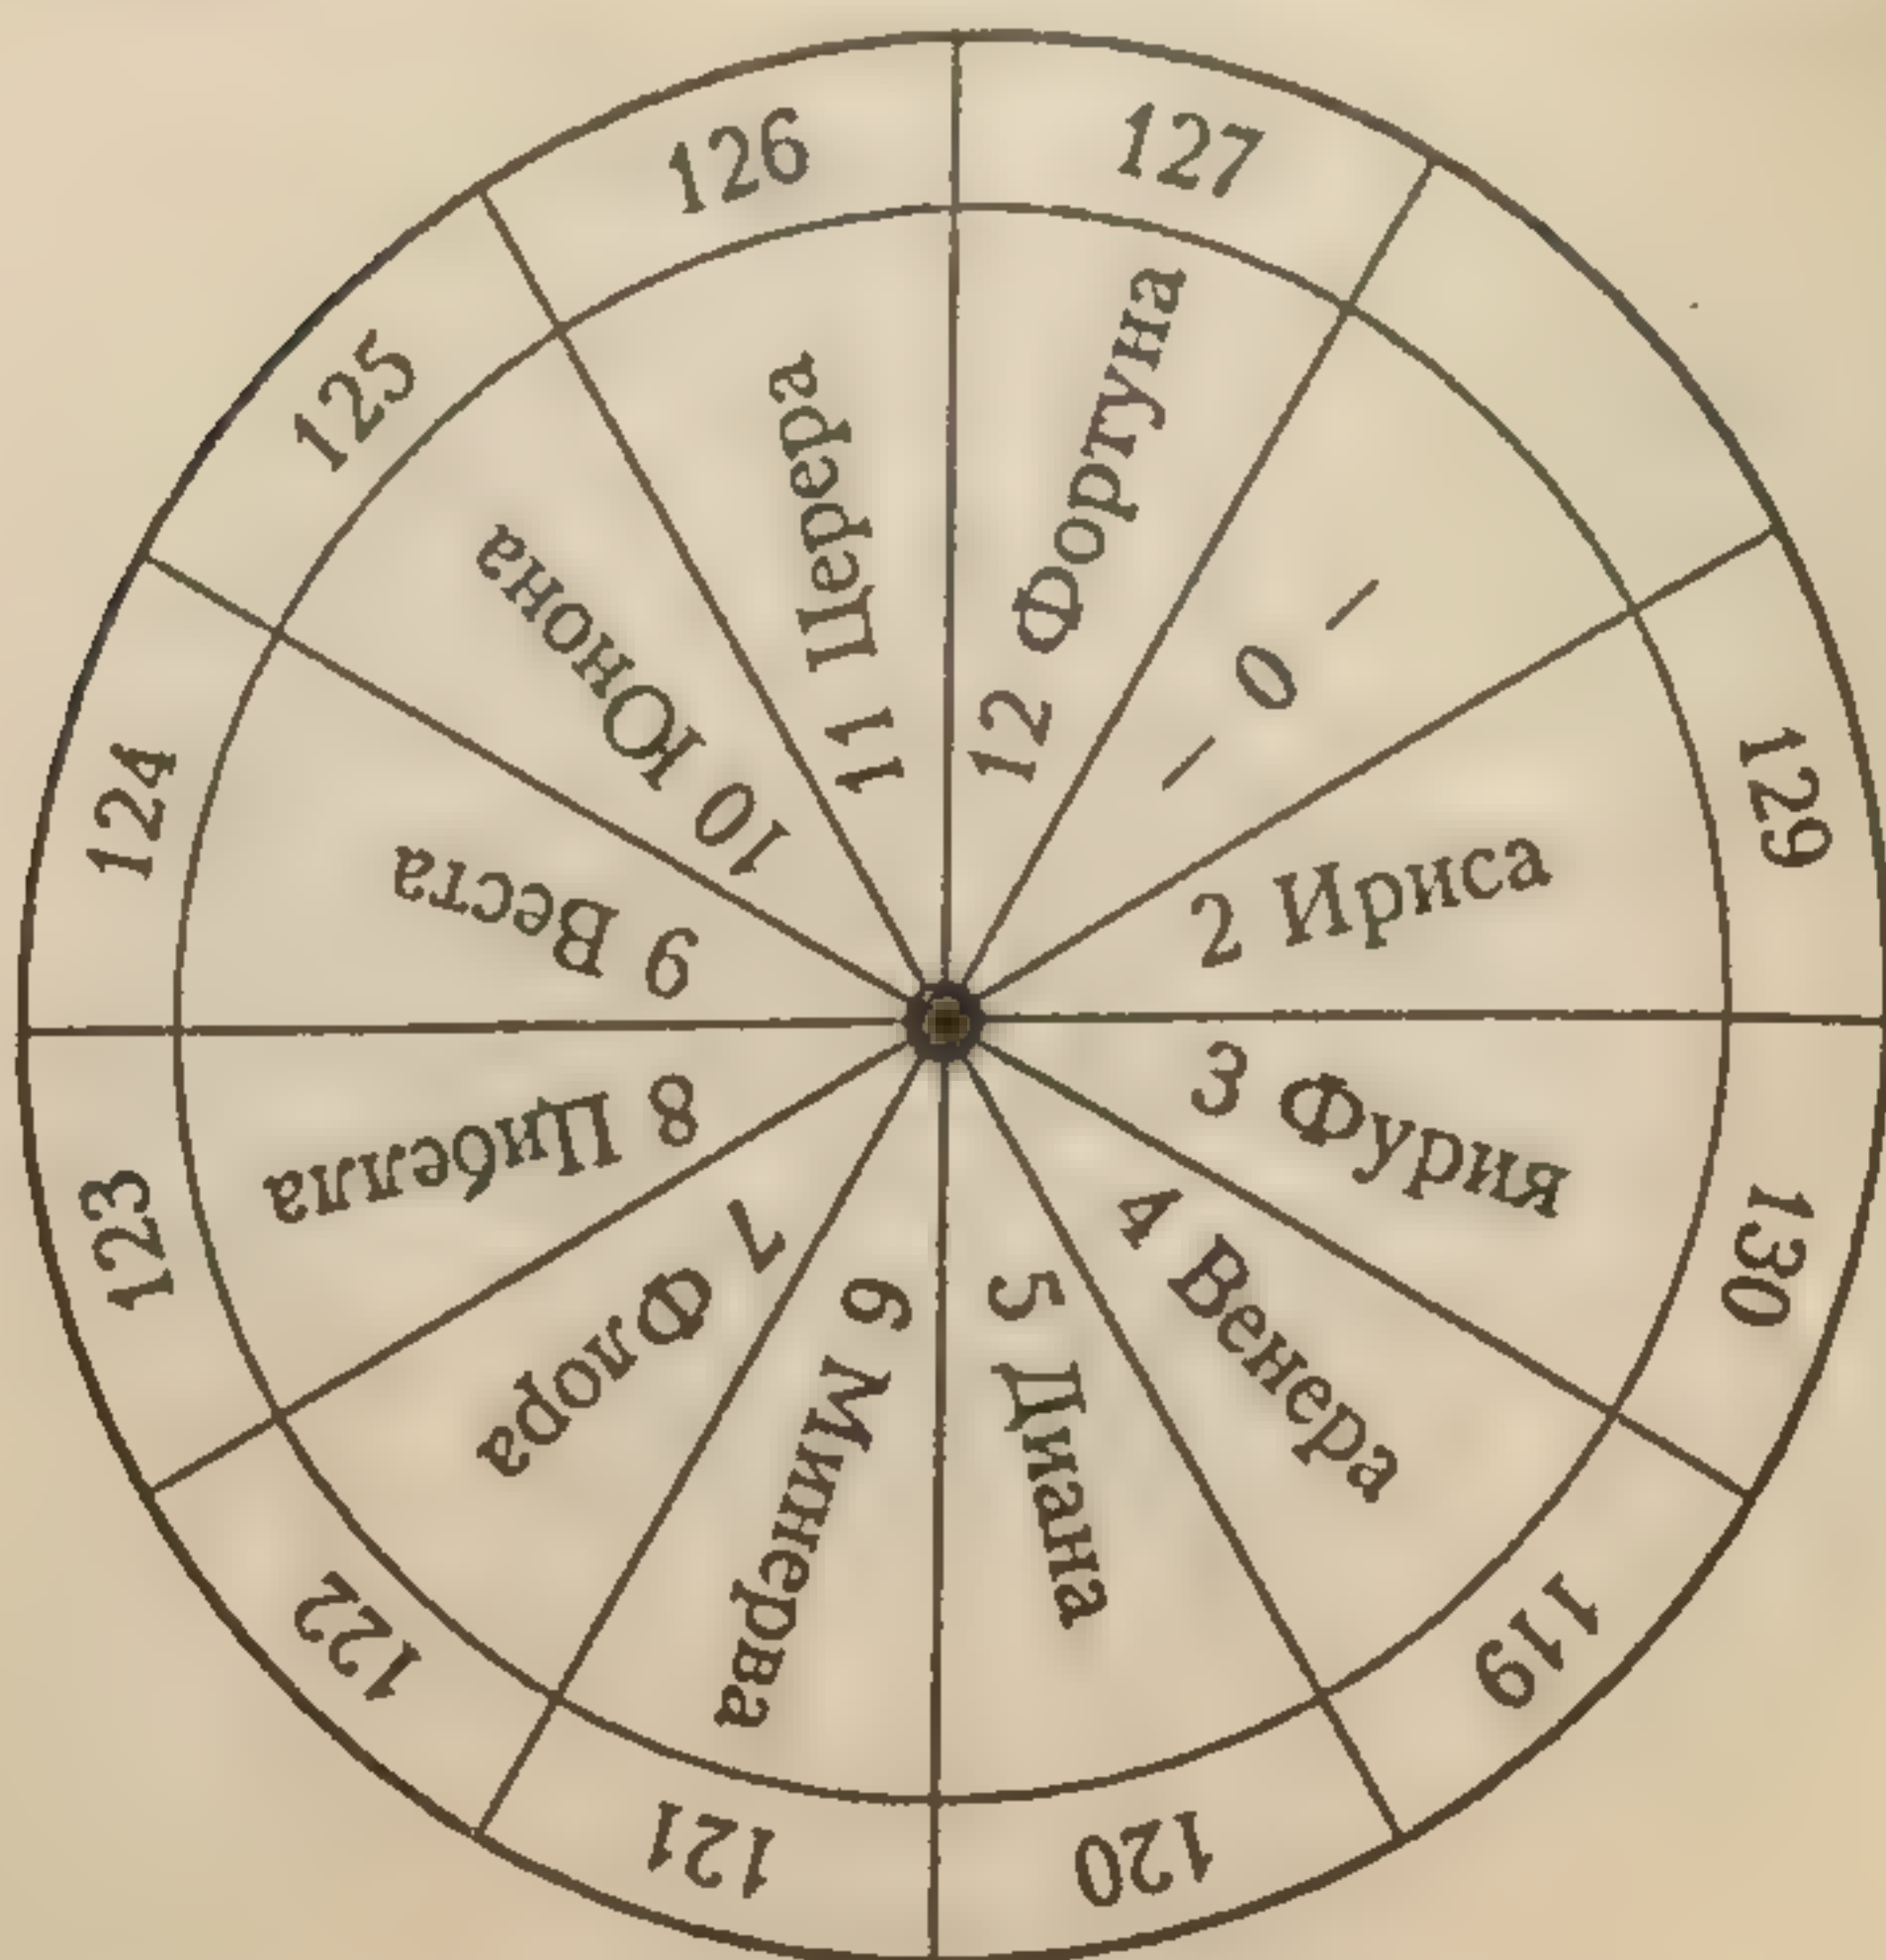 126
127
125
129
124
130
123
119
122
120
121
11 Церера
12 Фортуна
10 Юнона
— 0 —
9 Веста
2 Ириса
8 Цибелла
3 Фурия
7 Флора
4 Венера
6 Минерва
5 Диана